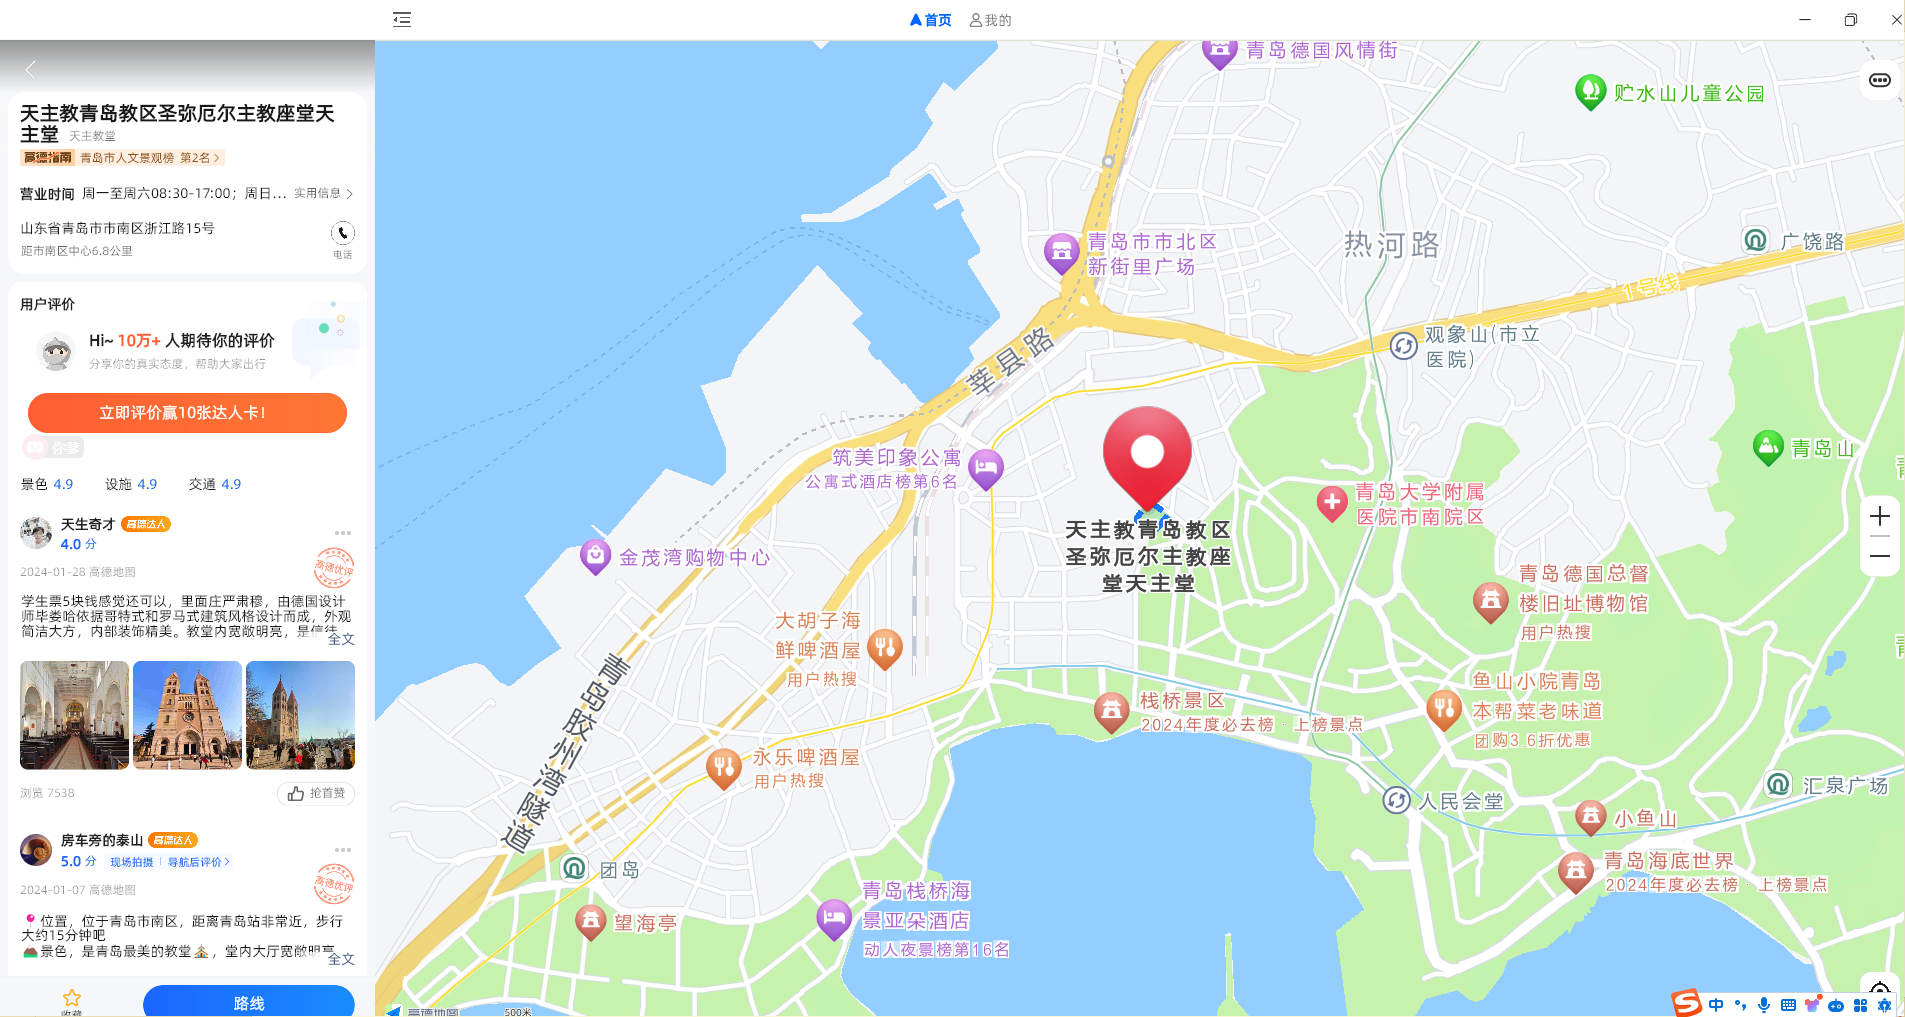 首页 我的
天主教青岛教区圣弥厄尔主教座堂天
主堂 天主教堂
高德指南 青岛市人文景观榜 第2名
营业时间 周一至周六08:30-17:00；周日... 实用信息
山东省青岛市市南区浙江路15号
距市南区中心6.8公里
电话
用户评价
Hi~ 10万+ 人期待你的评价
分享你的真实态度，帮助大家出行
立即评价赢10张达人卡!
景色 4.9 设施 4.9 交通 4.9
天生奇才 高德达人
4.0 分
2024-01-28 高德地图
高德优评
学生票5块钱感觉还可以，里面庄严肃穆，由德国设计
师毕娄哈依据哥特式和罗马式建筑风格设计而成，外观
简洁大方，内部装饰精美。教堂内宽敞明亮，是信徒
全文
浏览 7538
抢首赞
房车旁的泰山 高德达人
5.0 分 现场拍摄 导航后评价
2024-01-07 高德地图
高德优评
位置，位于青岛市南区，距离青岛站非常近，步行
大约15分钟吧
景色，是青岛最美的教堂，堂内大厅宽敞明亮
全文
收藏
路线
青岛德国风情街
贮水山儿童公园
青岛市市北区
新街里广场
热河路
广饶路
1号线
观象山(市立
医院)
莘县路
筑美印象公寓
公寓式酒店榜第6名
青岛山
青岛大学附属
医院市南院区
天主教青岛教区
圣弥厄尔主教座
堂天主堂
金茂湾购物中心
青岛德国总督
楼旧址博物馆
用户热搜
大胡子海
鲜啤酒屋
用户热搜
青岛胶州湾隧道
鱼山小院青岛
本帮菜老味道
团购3.6折优惠
栈桥景区
2024年度必去榜·上榜景点
永乐啤酒屋
用户热搜
人民会堂
汇泉广场
小鱼山
青岛海底世界
2024年度必去榜·上榜景点
团岛
望海亭
青岛栈桥海
景亚朵酒店
动人夜景榜第16名
高德地图
500米
中